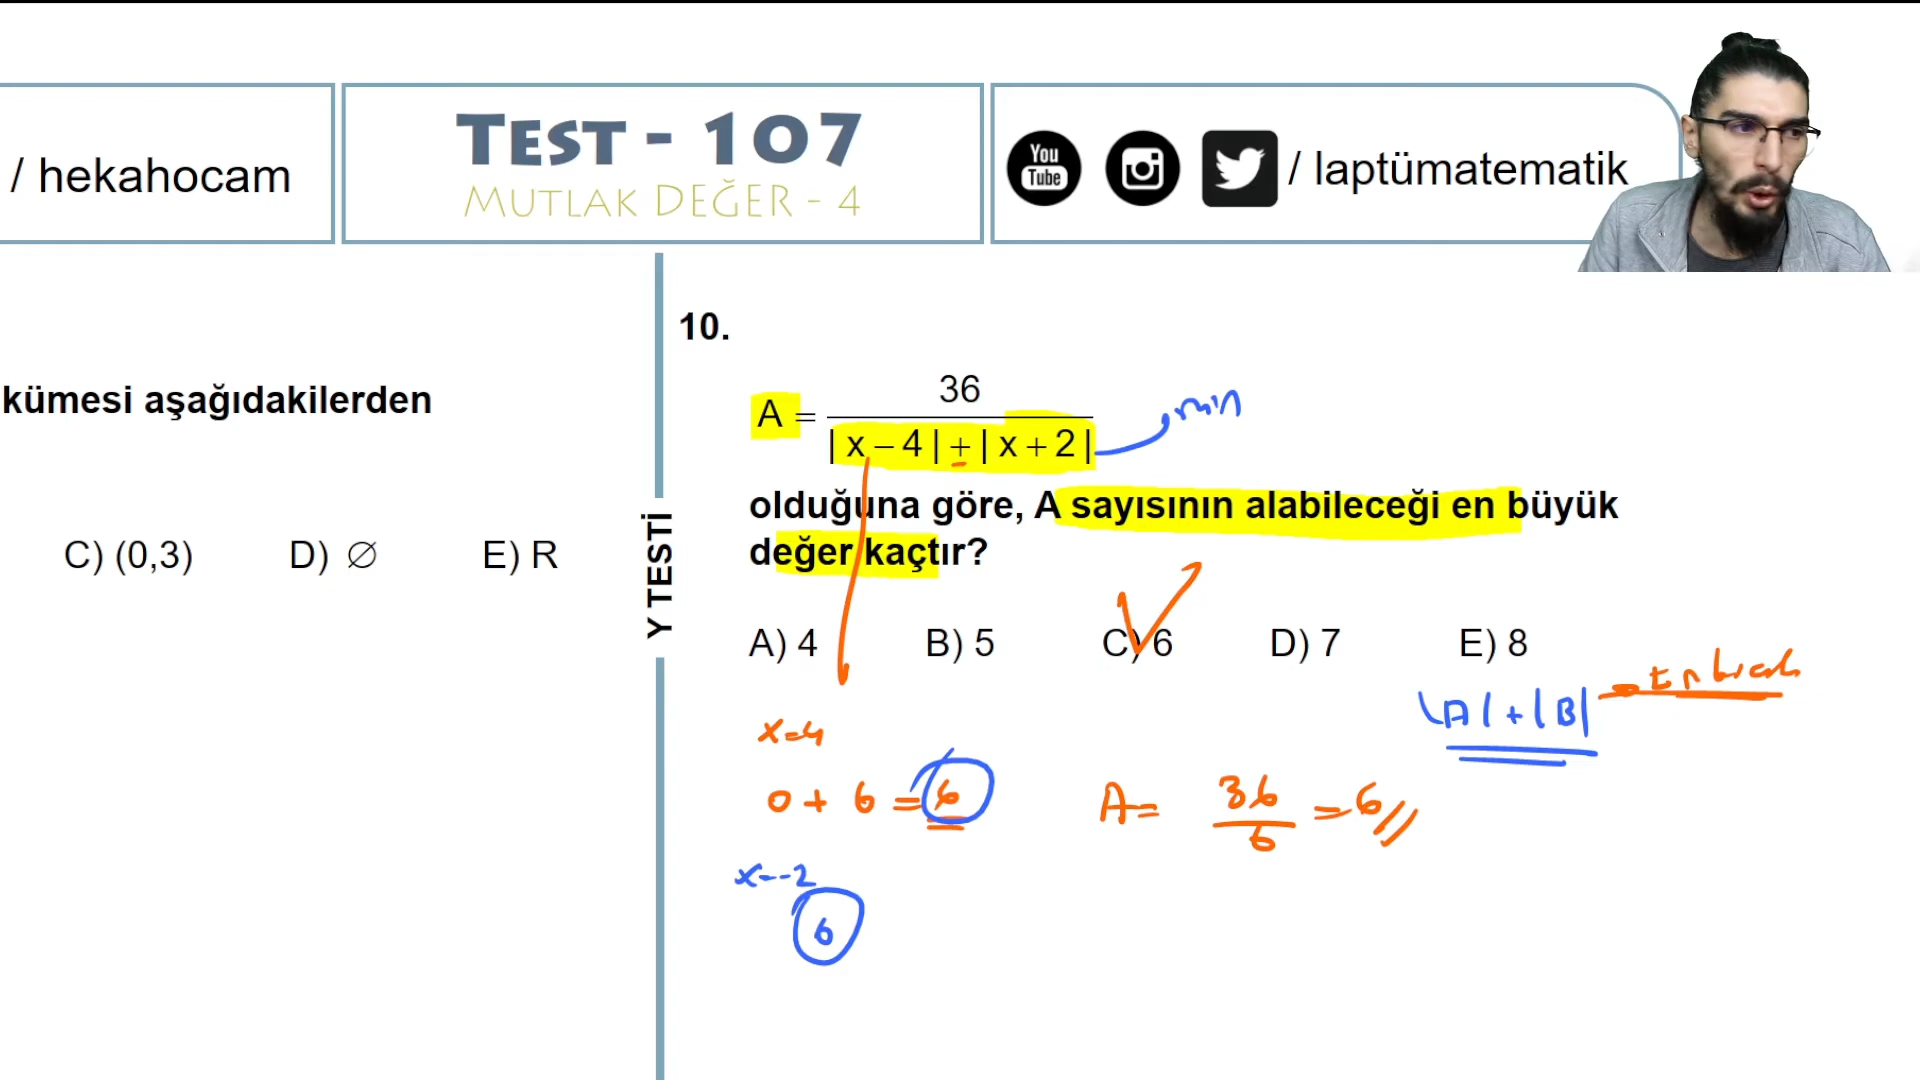 / hekahocam
TEST - 107
MUTLAK DEĞER - 4
You
Tube
/ laptümatematik
kümesi aşağıdakilerden
C) (0,3) D) ∅ E) R
Y TESTİ
10.
A = 36 / |x − 4| + |x + 2|
min
olduğuna göre, A sayısının alabileceği en büyük
değer kaçtır?
A) 4 B) 5 C) 6 D) 7 E) 8
|A| + |B|
x=4
0 + 6 = 6
A = 36 / 6 = 6
x=-2
6